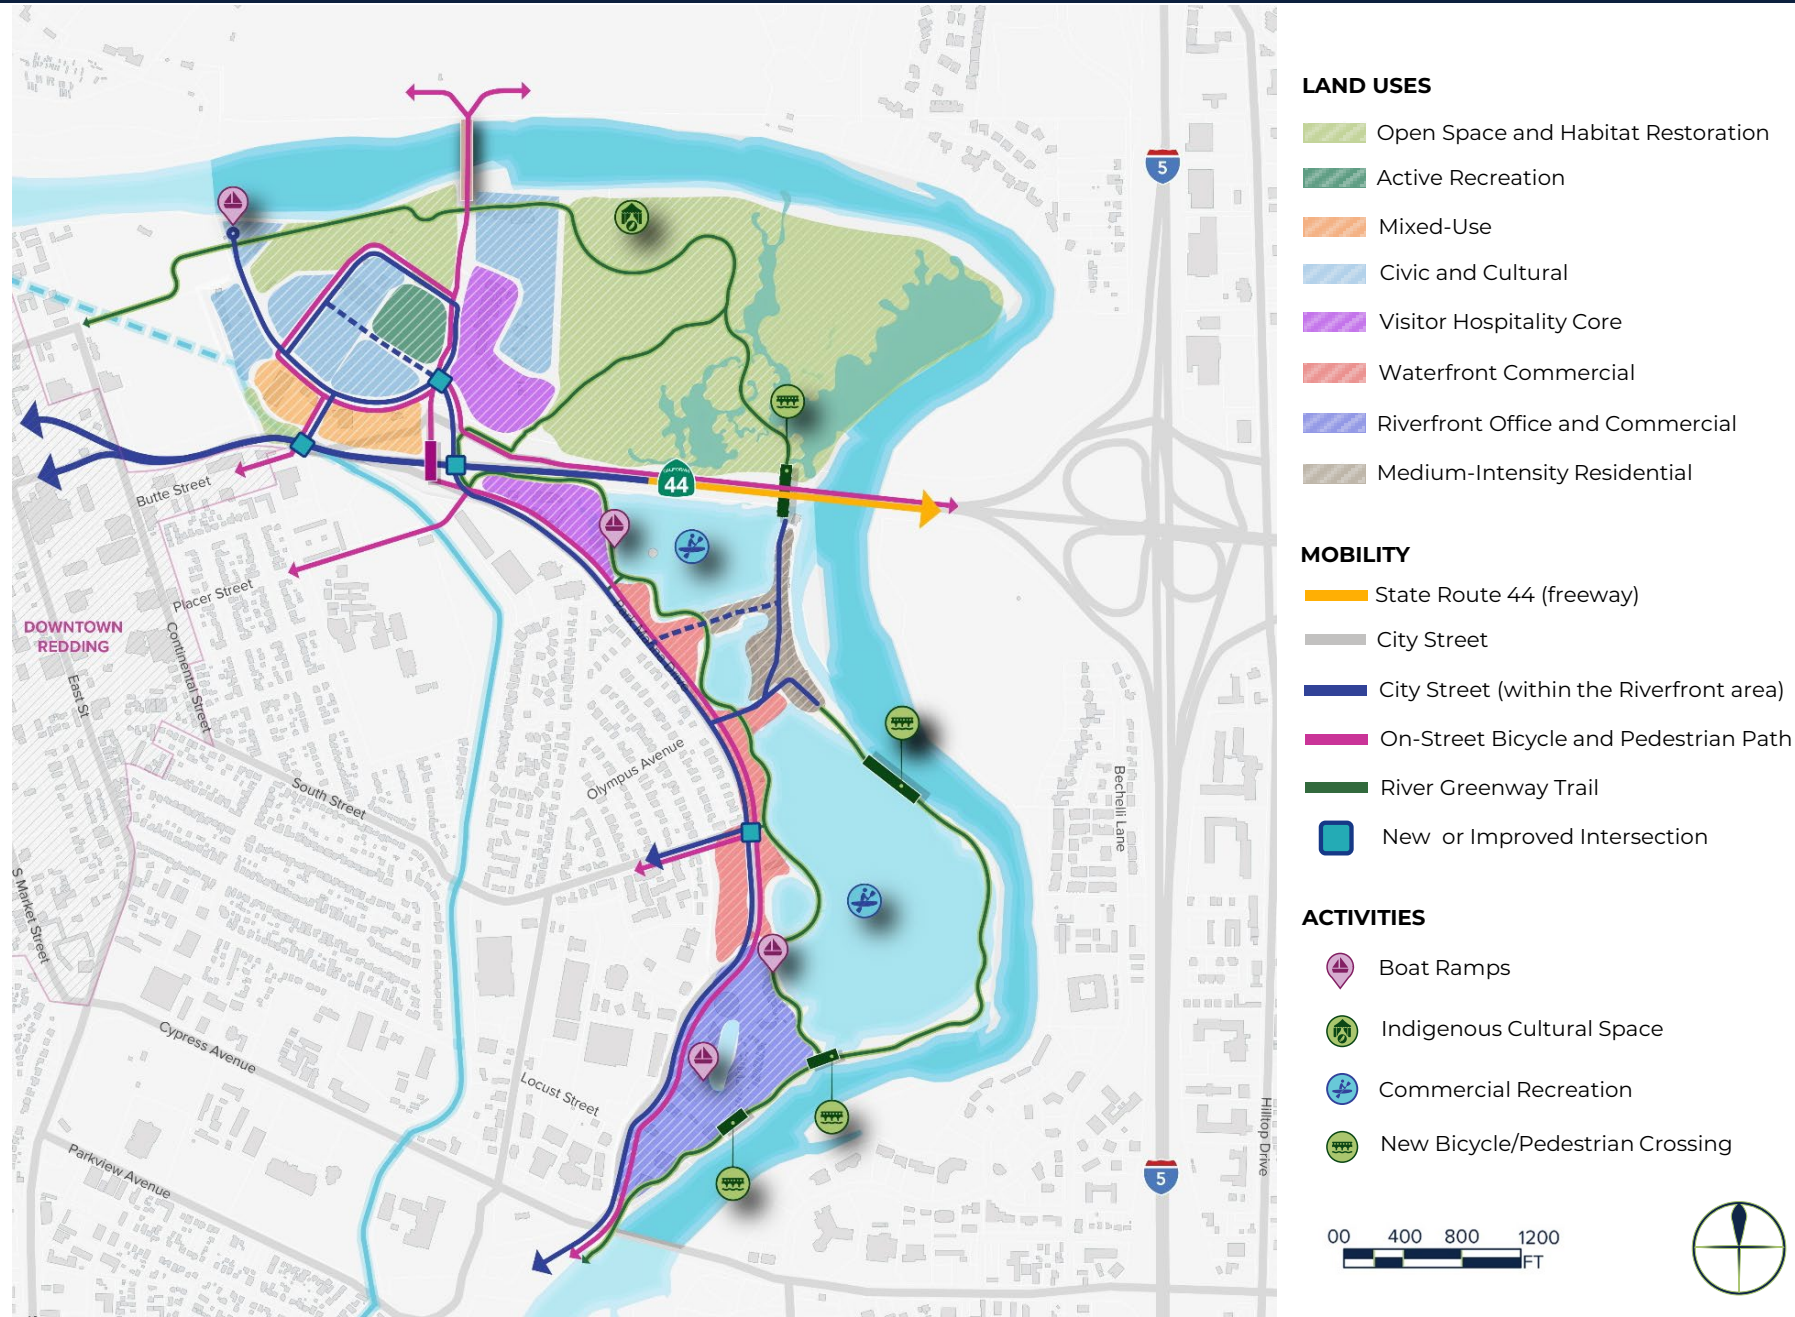 LAND USES
Open Space and Habitat Restoration
Active Recreation
Mixed-Use
Civic and Cultural
Visitor Hospitality Core
Waterfront Commercial
Riverfront Office and Commercial
Medium-Intensity Residential
MOBILITY
State Route 44 (freeway)
City Street
City Street (within the Riverfront area)
On-Street Bicycle and Pedestrian Path
River Greenway Trail
New or Improved Intersection
ACTIVITIES
Boat Ramps
Indigenous Cultural Space
Commercial Recreation
New Bicycle/Pedestrian Crossing
00 400 800 1200
FT
5
44
Butte Street
Placer Street
DOWNTOWN
REDDING
Continental Street
East St
Park Marina Drive
Olympus Avenue
South Street
Bechelli Lane
S Market Street
Cypress Avenue
Locust Street
Parkview Avenue
Hilltop Drive
5